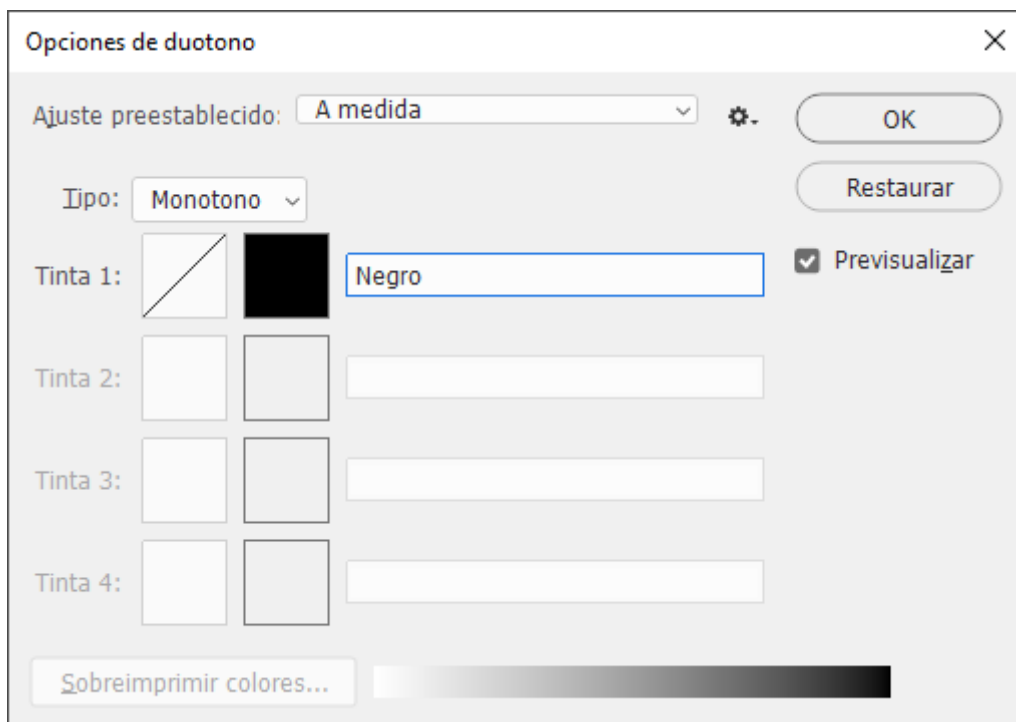 Opciones de duotono
Ajuste preestablecido: A medida
OK
Tipo: Monotono
Restaurar
Tinta 1: Negro
Previsualizar
Tinta 2:
Tinta 3:
Tinta 4:
Sobreimprimir colores...